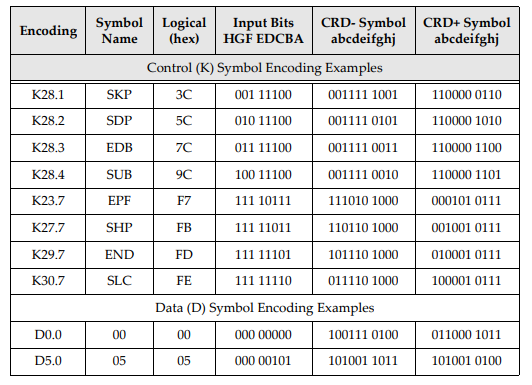 Encoding Symbol Name Logical (hex) Input Bits HGF EDCBA CRD- Symbol abcdeifghj CRD+ Symbol abcdeifghj
Control (K) Symbol Encoding Examples
K28.1 SKP 3C 001 11100 001111 1001 110000 0110
K28.2 SDP 5C 010 11100 001111 0101 110000 1010
K28.3 EDB 7C 011 11100 001111 0011 110000 1100
K28.4 SUB 9C 100 11100 001111 0010 110000 1101
K23.7 EPF F7 111 10111 111010 1000 000101 0111
K27.7 SHP FB 111 11011 110110 1000 001001 0111
K29.7 END FD 111 11101 101110 1000 010001 0111
K30.7 SLC FE 111 11110 011110 1000 100001 0111
Data (D) Symbol Encoding Examples
D0.0 00 00 000 00000 100111 0100 011000 1011
D5.0 05 05 000 00101 101001 1011 101001 0100